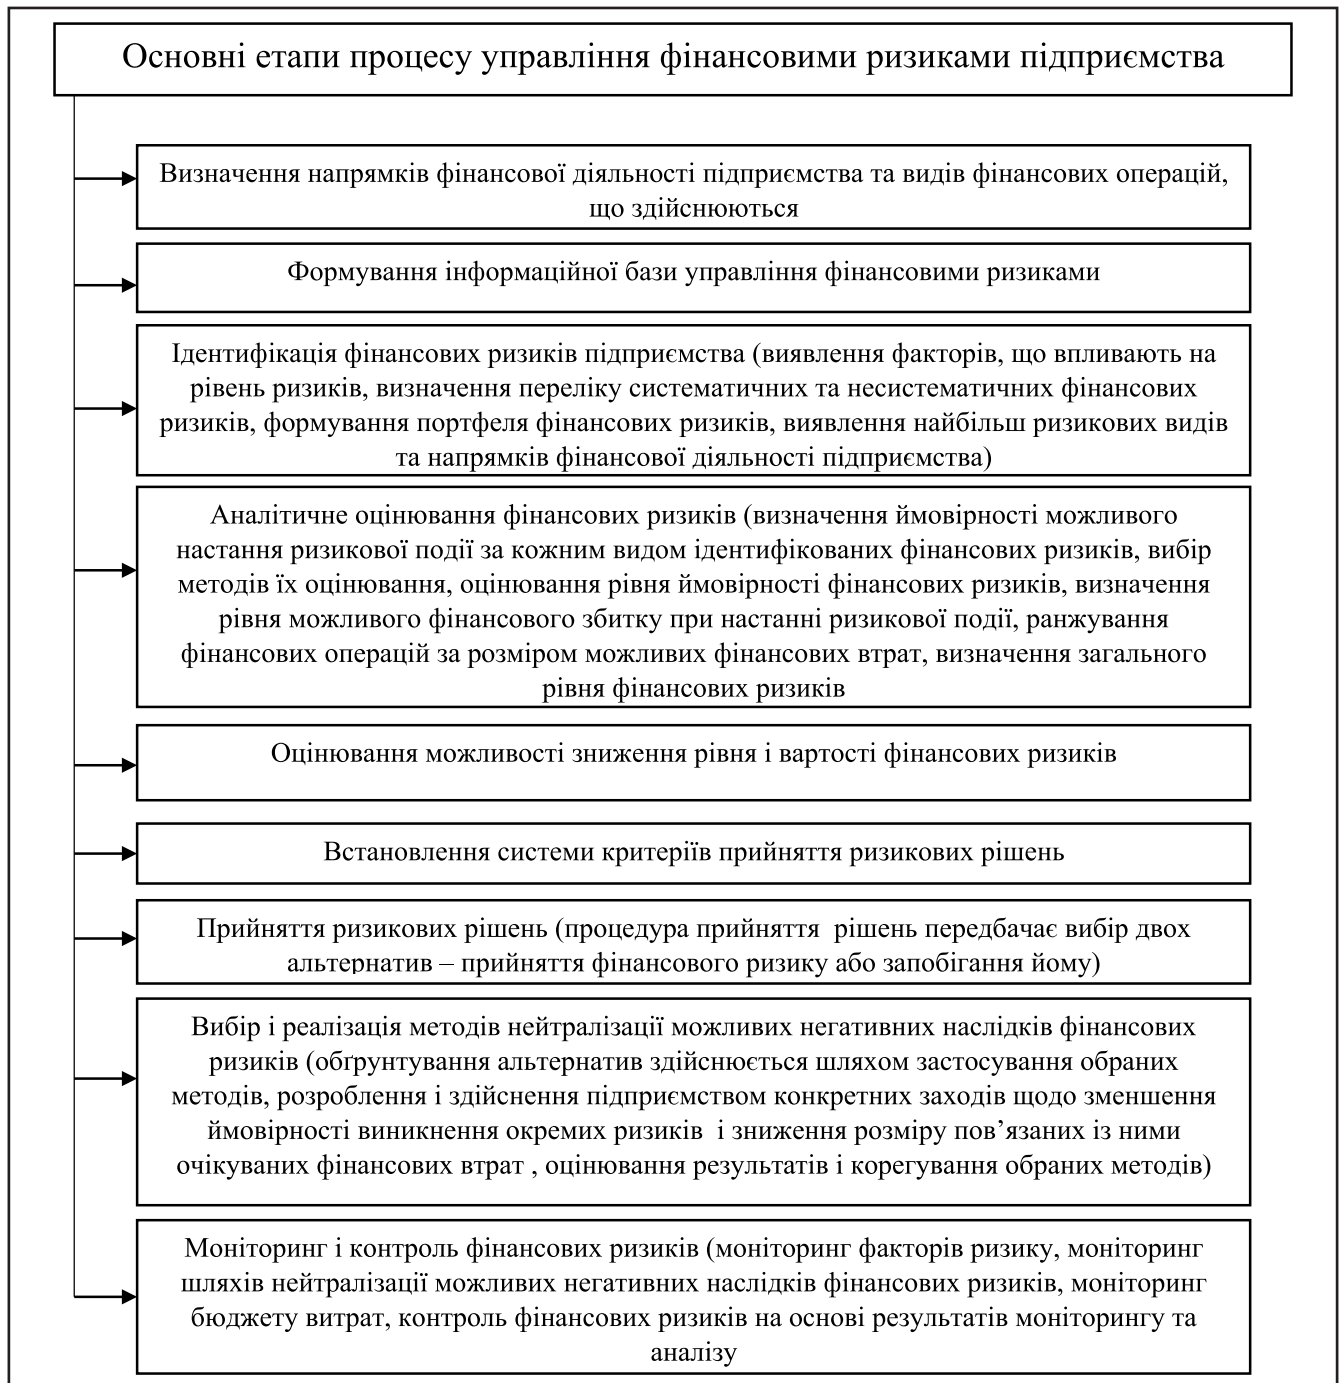 Основні етапи процесу управління фінансовими ризиками підприємства
Визначення напрямків фінансової діяльності підприємства та видів фінансових операцій,
що здійснюються
Формування інформаційної бази управління фінансовими ризиками
Ідентифікація фінансових ризиків підприємства (виявлення факторів, що впливають на
рівень ризиків, визначення переліку систематичних та несистематичних фінансових
ризиків, формування портфеля фінансових ризиків, виявлення найбільш ризикових видів
та напрямків фінансової діяльності підприємства)
Аналітичне оцінювання фінансових ризиків (визначення ймовірності можливого
настання ризикової події за кожним видом ідентифікованих фінансових ризиків, вибір
методів їх оцінювання, оцінювання рівня ймовірності фінансових ризиків, визначення
рівня можливого фінансового збитку при настанні ризикової події, ранжування
фінансових операцій за розміром можливих фінансових втрат, визначення загального
рівня фінансових ризиків
Оцінювання можливості зниження рівня і вартості фінансових ризиків
Встановлення системи критеріїв прийняття ризикових рішень
Прийняття ризикових рішень (процедура прийняття  рішень передбачає вибір двох
альтернатив – прийняття фінансового ризику або запобігання йому)
Вибір і реалізація методів нейтралізації можливих негативних наслідків фінансових
ризиків (обґрунтування альтернатив здійснюється шляхом застосування обраних
методів, розроблення і здійснення підприємством конкретних заходів щодо зменшення
ймовірності виникнення окремих ризиків  і зниження розміру пов’язаних із ними
очікуваних фінансових втрат , оцінювання результатів і корегування обраних методів)
Моніторинг і контроль фінансових ризиків (моніторинг факторів ризику, моніторинг
шляхів нейтралізації можливих негативних наслідків фінансових ризиків, моніторинг
бюджету витрат, контроль фінансових ризиків на основі результатів моніторингу та
аналізу